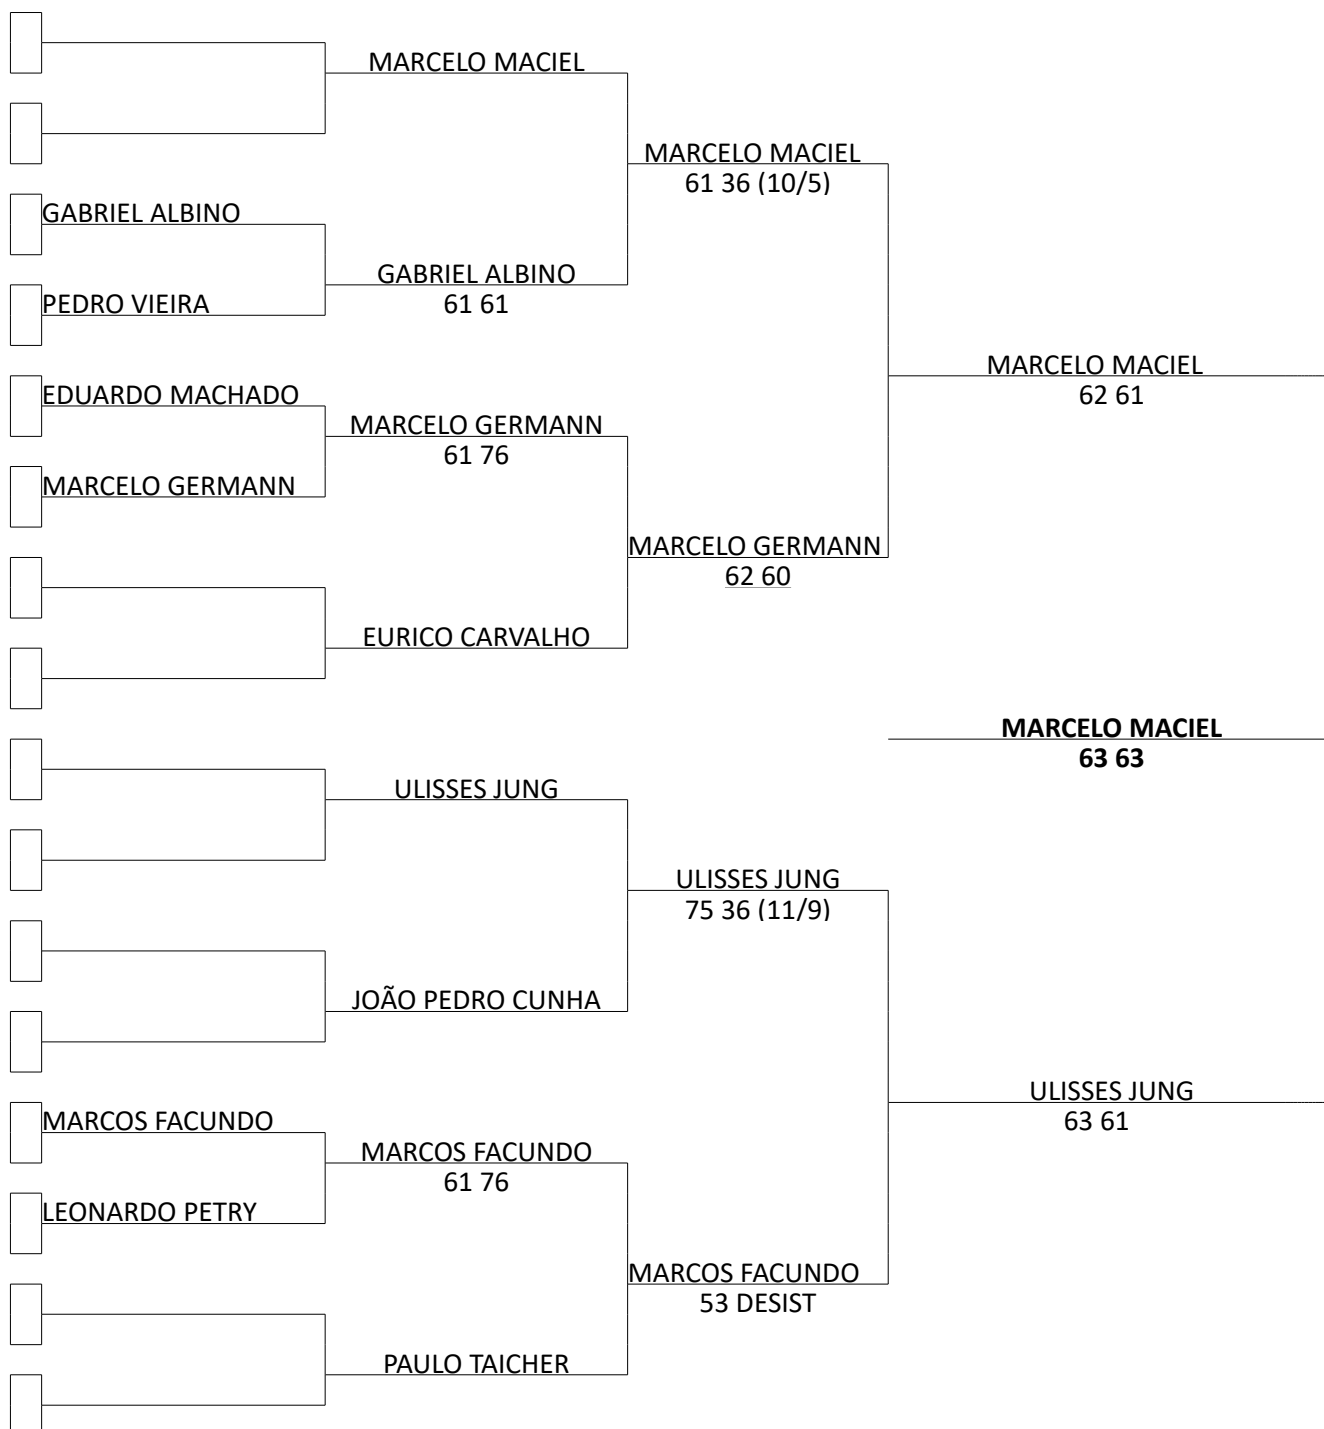 MARCELO MACIEL
MARCELO MACIEL
61 36 (10/5)
GABRIEL ALBINO
GABRIEL ALBINO
61 61
PEDRO VIEIRA
MARCELO MACIEL
62 61
EDUARDO MACHADO
MARCELO GERMANN
61 76
MARCELO GERMANN
MARCELO GERMANN
62 60
EURICO CARVALHO
MARCELO MACIEL
63 63
ULISSES JUNG
ULISSES JUNG
75 36 (11/9)
JOÃO PEDRO CUNHA
ULISSES JUNG
63 61
MARCOS FACUNDO
MARCOS FACUNDO
61 76
LEONARDO PETRY
MARCOS FACUNDO
53 DESIST
PAULO TAICHER